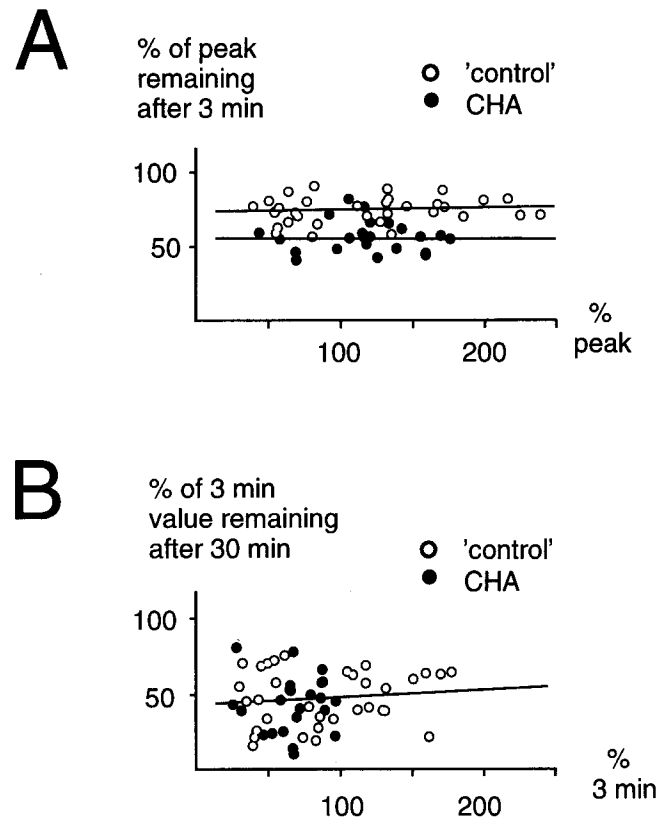 A
% of peak
remaining
after 3 min
'control'
CHA
100
50
100
200
%
peak
B
% of 3 min
value remaining
after 30 min
'control'
CHA
100
50
100
200
%
3 min